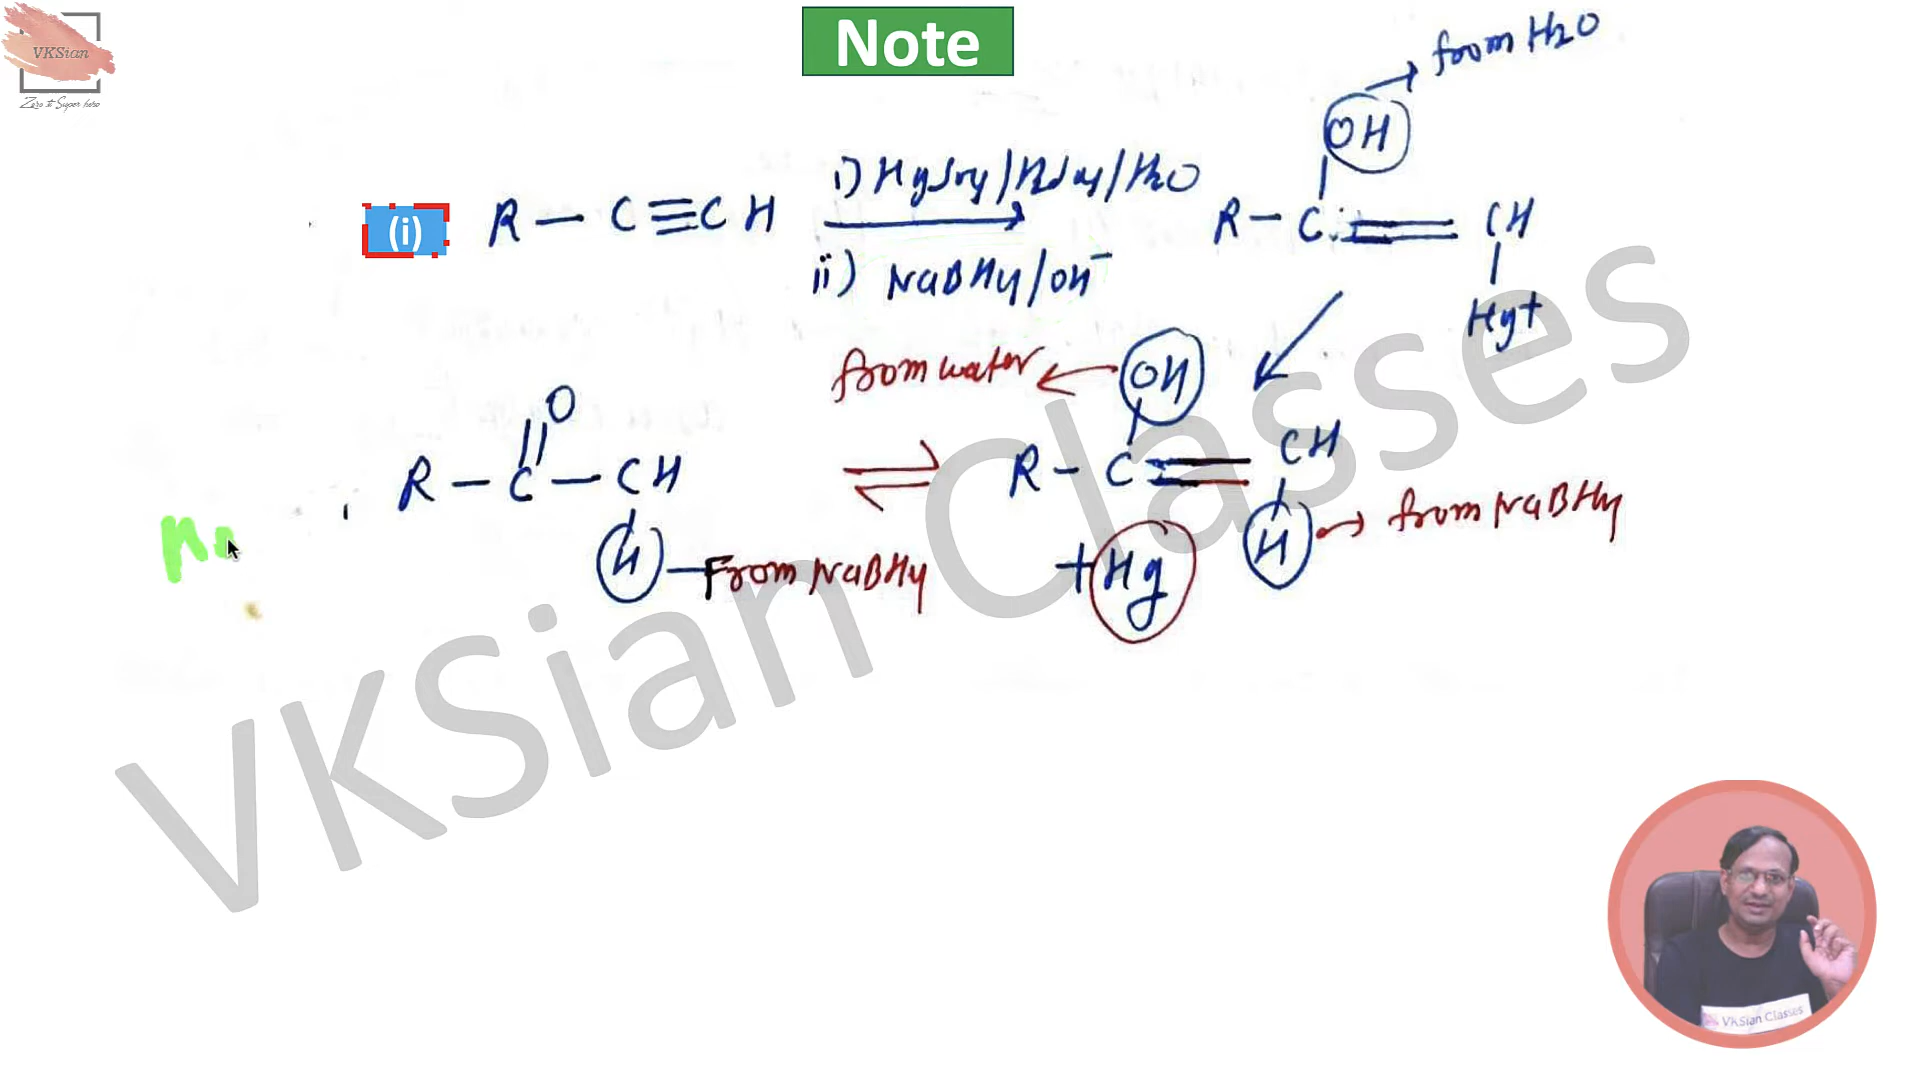 VKSian
Zero to Super hero
Note
from H2O
OH
(i) R - C ≡ CH i) HgSO4/H2SO4/H2O R - C = CH
ii) NaBH4/OH⁻
Hg+
from water ← OH
O
R - C - CH ⇌ R - C = CH
H - From NaBH4 + Hg H → from NaBH4
VKSian Classes
VKSian Classes